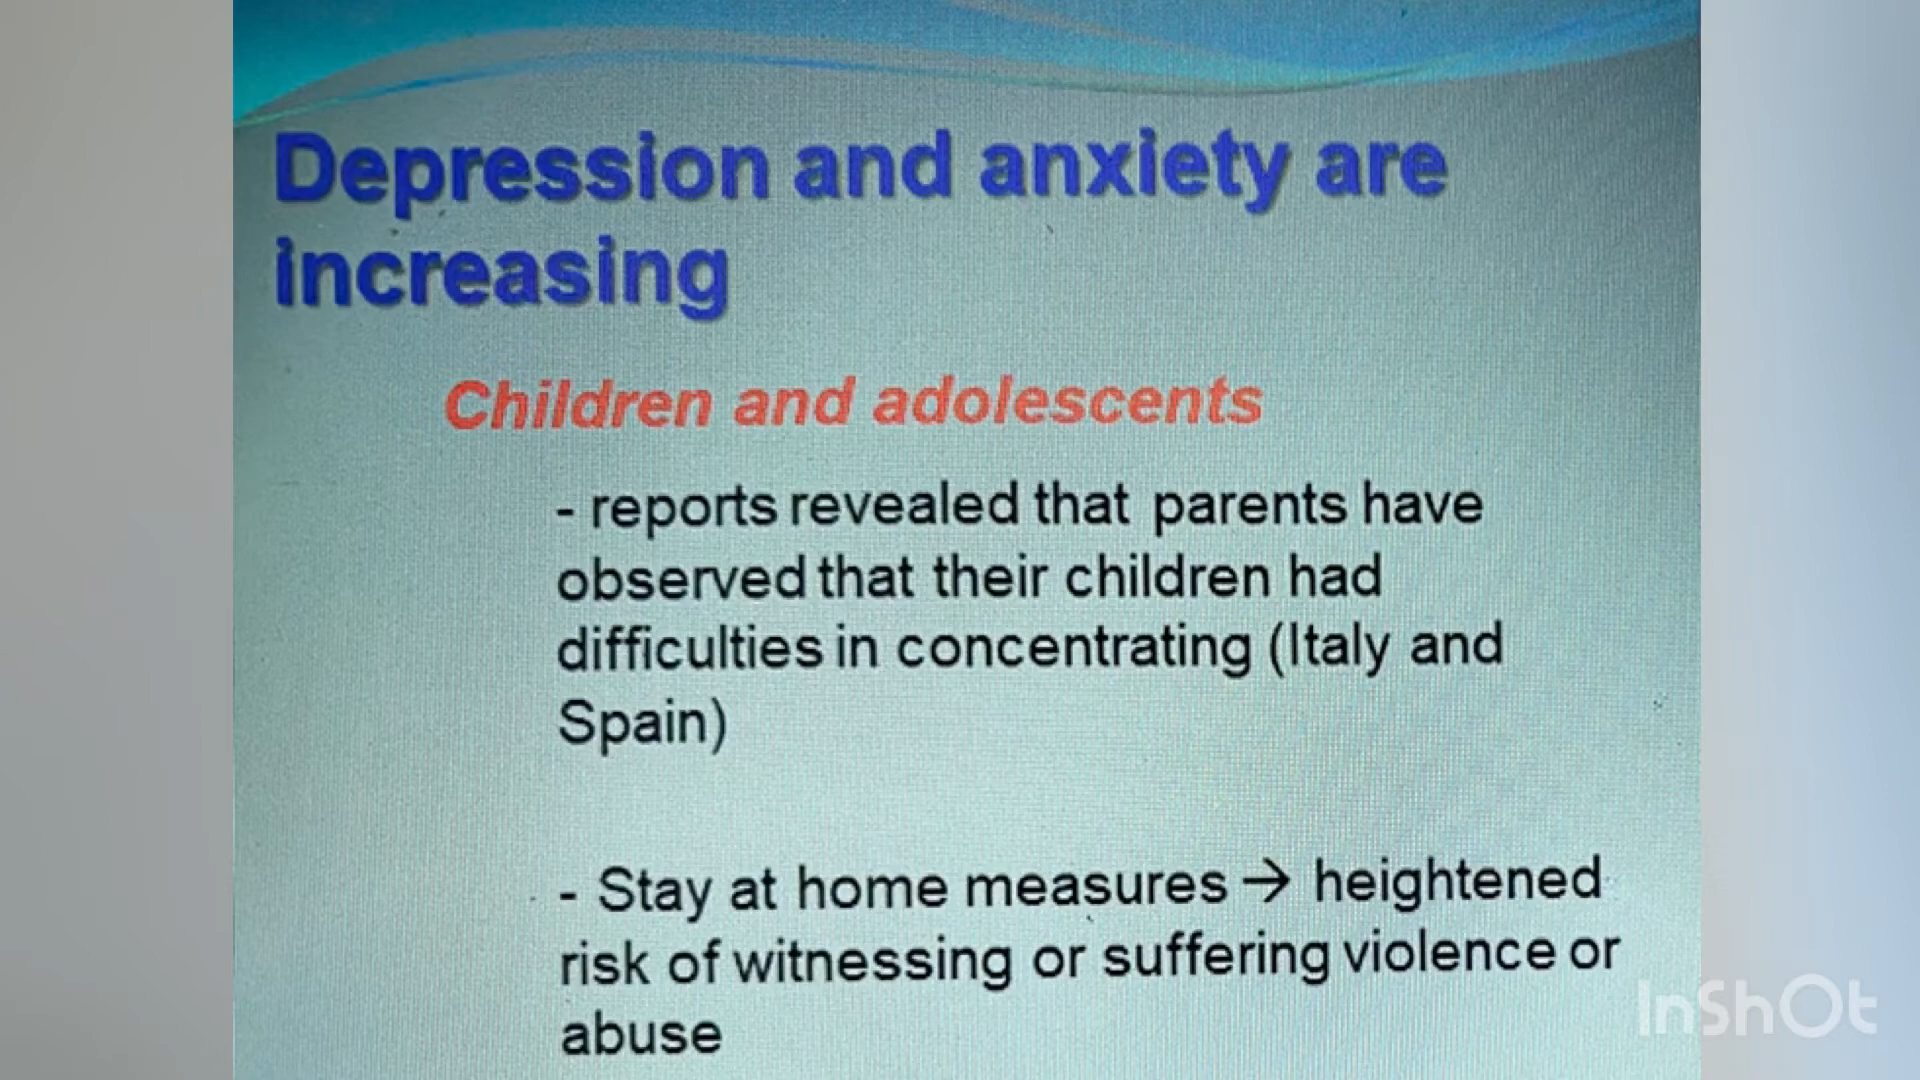 Depression and anxiety are
increasing
Children and adolescents
- reports revealed that parents have
observed that their children had
difficulties in concentrating (Italy and
Spain)
- Stay at home measures → heightened
risk of witnessing or suffering violence or
abuse
InShOt